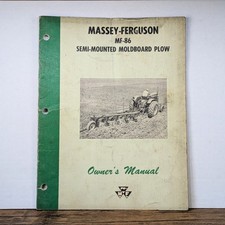 MASSEY-FERGUSON
MF-86
SEMI-MOUNTED MOLDBOARD PLOW
Owner's Manual